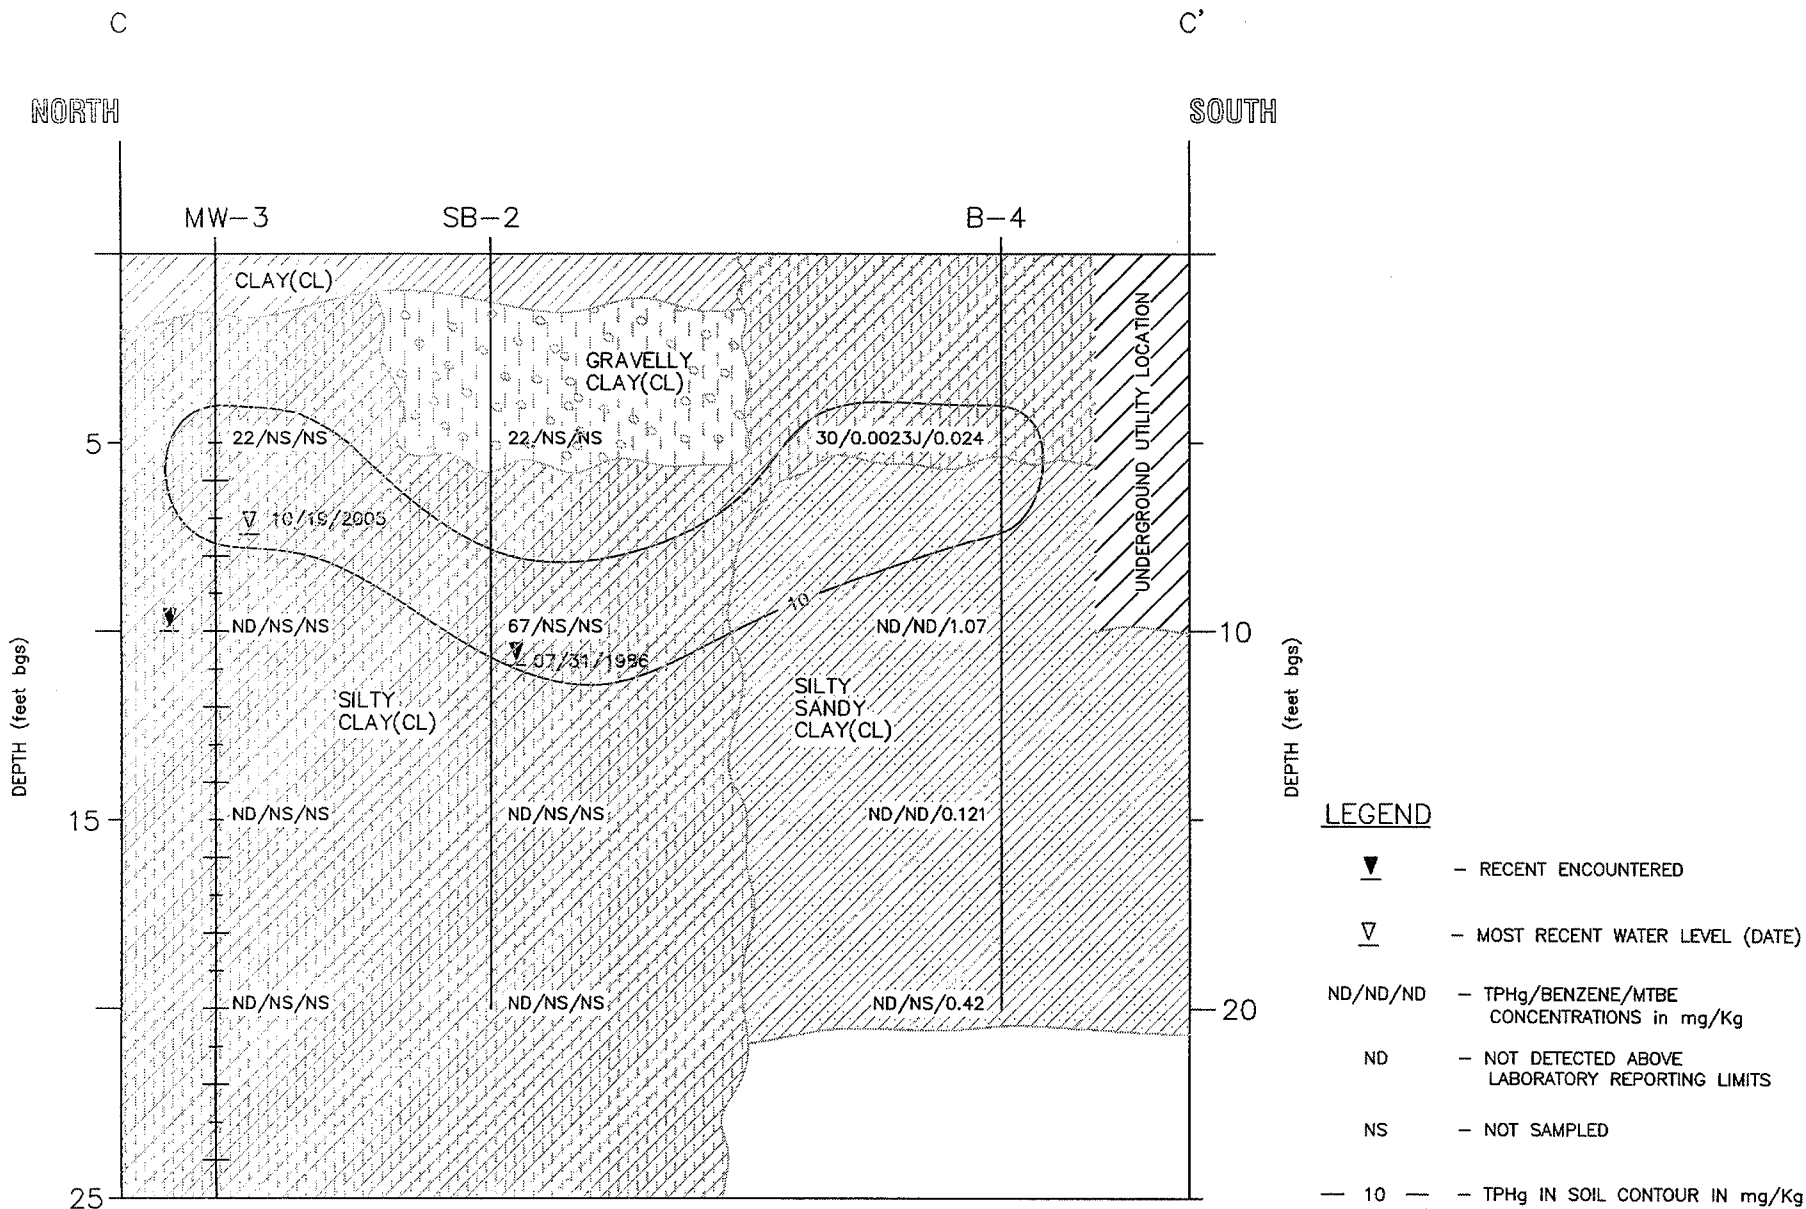 C
C'
NORTH
SOUTH
MW-3
SB-2
B-4
CLAY(CL)
GRAVELLY
CLAY(CL)
UNDERGROUND UTILITY LOCATION
5
22/NS/NS
22/NS/NS
30/0.0023J/0.024
10/19/2005
ND/NS/NS
67/NS/NS
10
ND/ND/1.07
10
07/31/1986
DEPTH (feet bgs)
SILTY
CLAY(CL)
SILTY
SANDY
CLAY(CL)
DEPTH (feet bgs)
15
ND/NS/NS
ND/NS/NS
ND/ND/0.121
ND/NS/NS
ND/NS/NS
ND/NS/0.42
20
25
LEGEND
- RECENT ENCOUNTERED
- MOST RECENT WATER LEVEL (DATE)
ND/ND/ND - TPHg/BENZENE/MTBE
CONCENTRATIONS in mg/Kg
ND - NOT DETECTED ABOVE
LABORATORY REPORTING LIMITS
NS - NOT SAMPLED
— 10 — - TPHg IN SOIL CONTOUR IN mg/Kg